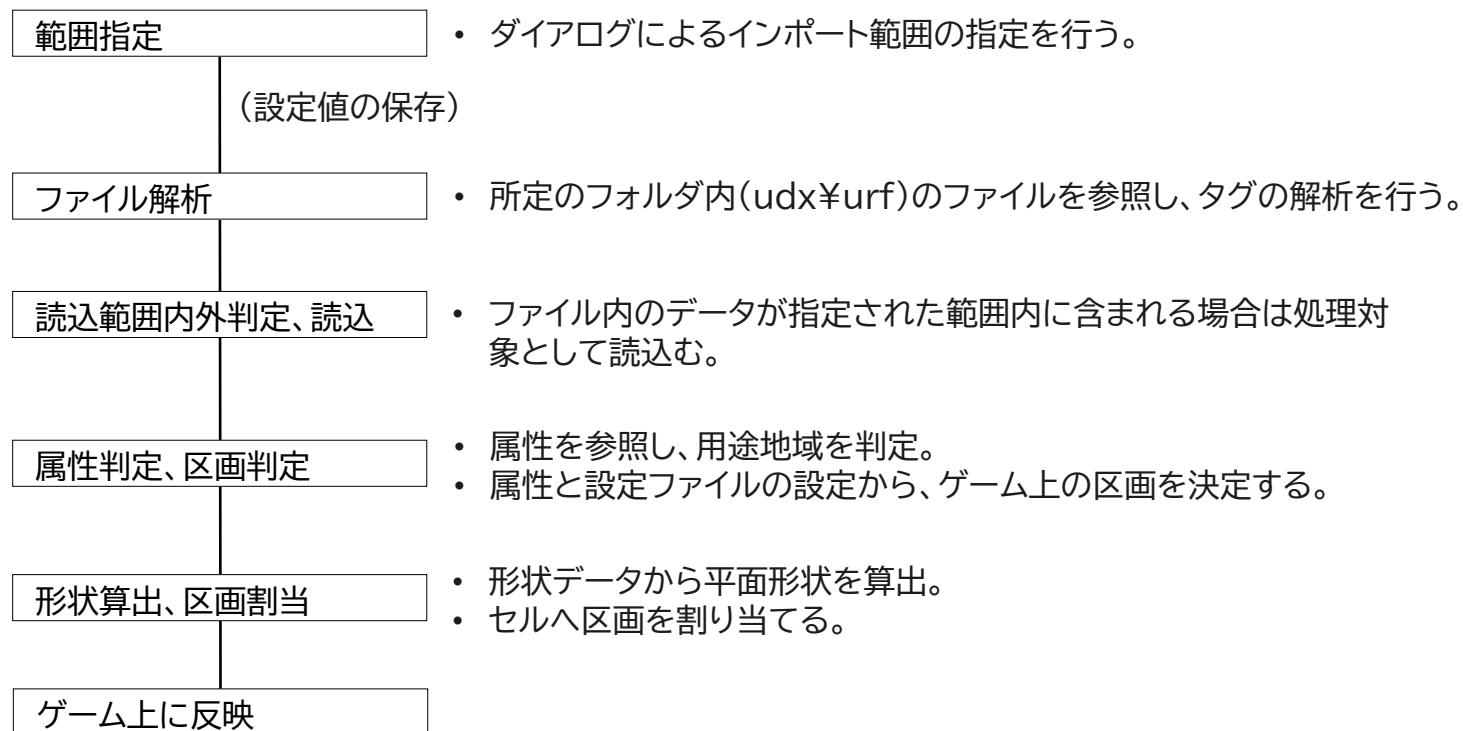 範囲指定
• ダイアログによるインポート範囲の指定を行う。
（設定値の保存）
ファイル解析
• 所定のフォルダ内（udx¥urf）のファイルを参照し、タグの解析を行う。
読込範囲内外判定、読込
• ファイル内のデータが指定された範囲内に含まれる場合は処理対
象として読込む。
属性判定、区画判定
• 属性を参照し、用途地域を判定。
• 属性と設定ファイルの設定から、ゲーム上の区画を決定する。
形状算出、区画割当
• 形状データから平面形状を算出。
• セルへ区画を割り当てる。
ゲーム上に反映